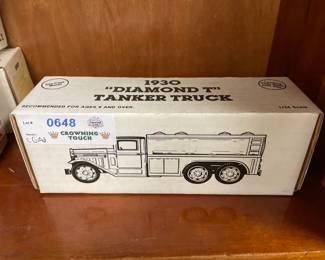 1930
"DIAMOND T"
TANKER TRUCK
RECOMMENDED FOR AGES 8 AND OVER.
1/34 Scale
Lot #
0648
CROWNING
TOUCH